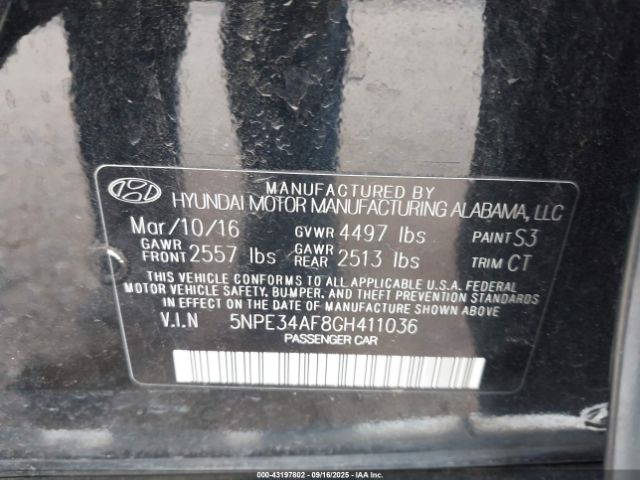 MANUFACTURED BY
HYUNDAI MOTOR MANUFACTURING ALABAMA, LLC
Mar/10/16 GVWR 4497 lbs PAINT S3
GAWR FRONT 2557 lbs GAWR REAR 2513 lbs TRIM CT
THIS VEHICLE CONFORMS TO ALL APPLICABLE U.S.A. FEDERAL
MOTOR VEHICLE SAFETY, BUMPER, AND THEFT PREVENTION STANDARDS
IN EFFECT ON THE DATE OF MANUFACTURE SHOWN ABOVE.
V.I.N 5NPE34AF8GH411036
PASSENGER CAR
000-43197802 - 09/16/2025 - IAAI.COM